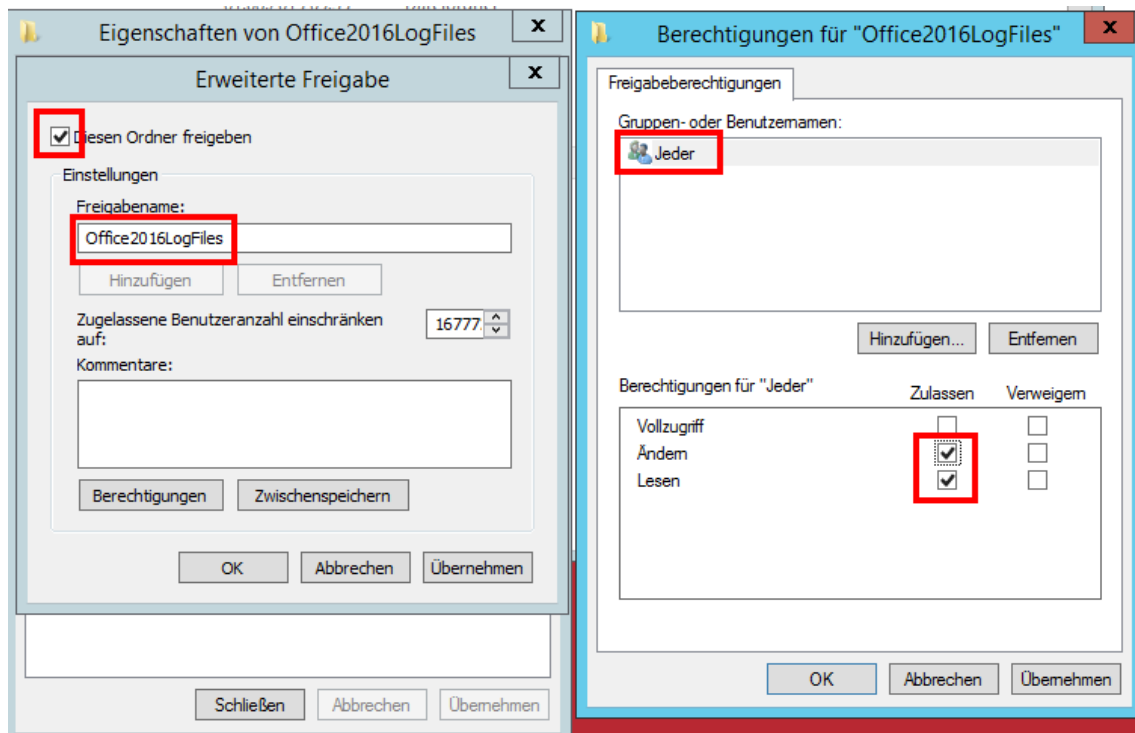 Eigenschaften von Office2016LogFiles
x
Erweiterte Freigabe
x
Diesen Ordner freigeben
Einstellungen
Freigabename:
Office2016LogFiles
Hinzufügen Entfernen
Zugelassene Benutzeranzahl einschränken
auf:
16777
Kommentare:
Berechtigungen Zwischenspeichern
OK Abbrechen Übernehmen
Schließen Abbrechen Übernehmen
Berechtigungen für "Office2016LogFiles"
x
Freigabeberechtigungen
Gruppen- oder Benutzernamen:
Jeder
Hinzufügen... Entfernen
Berechtigungen für "Jeder" Zulassen Verweigern
Vollzugriff
Ändern
Lesen
OK Abbrechen Übernehmen